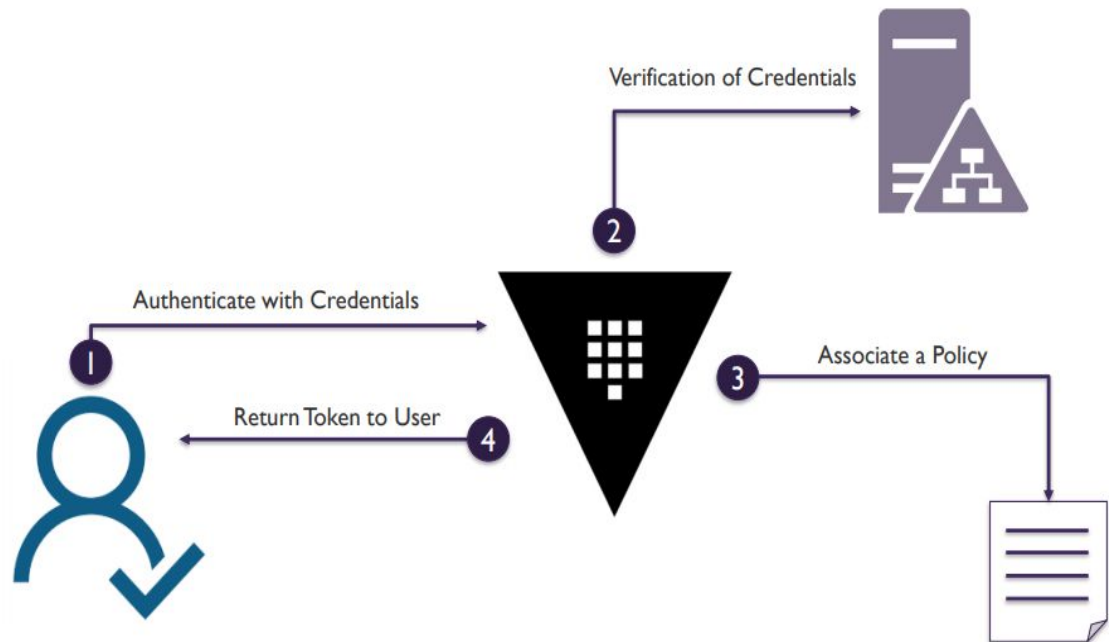 Verification of Credentials
2
Authenticate with Credentials
1
3
Associate a Policy
Return Token to User
4